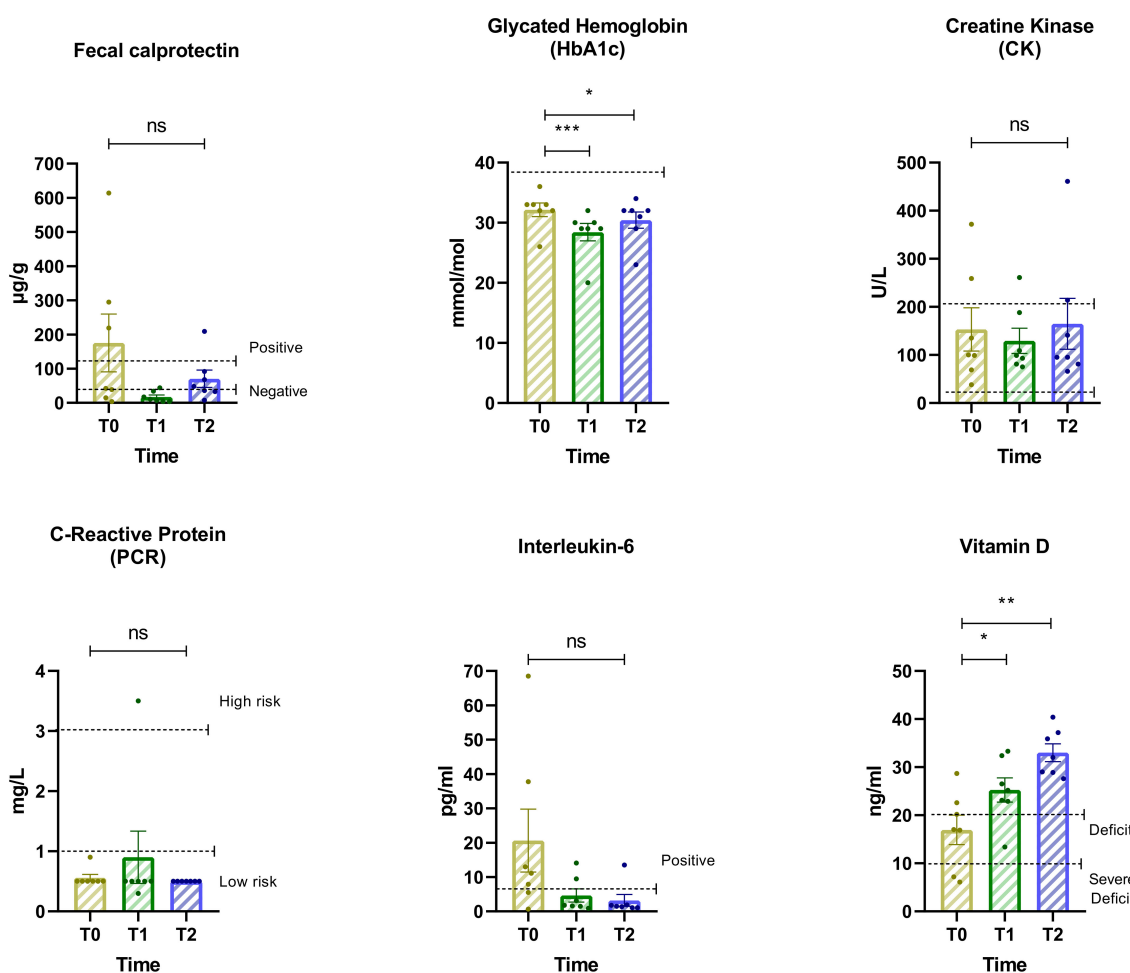 Fecal calprotectin
ns
700
600
500
400
300
200
100
0
µg/g
Positive
Negative
T0 T1 T2
Time
Glycated Hemoglobin
(HbA1c)
*
***
40
30
20
10
0
mmol/mol
T0 T1 T2
Time
Creatine Kinase
(CK)
ns
500
400
300
200
100
0
U/L
T0 T1 T2
Time
C-Reactive Protein
(PCR)
ns
4
3
2
1
0
mg/L
High risk
Low risk
T0 T1 T2
Time
Interleukin-6
ns
70
60
50
40
30
20
10
0
pg/ml
Positive
T0 T1 T2
Time
Vitamin D
**
*
50
40
30
20
10
0
ng/ml
Deficit
Severe
Defici
T0 T1 T2
Time